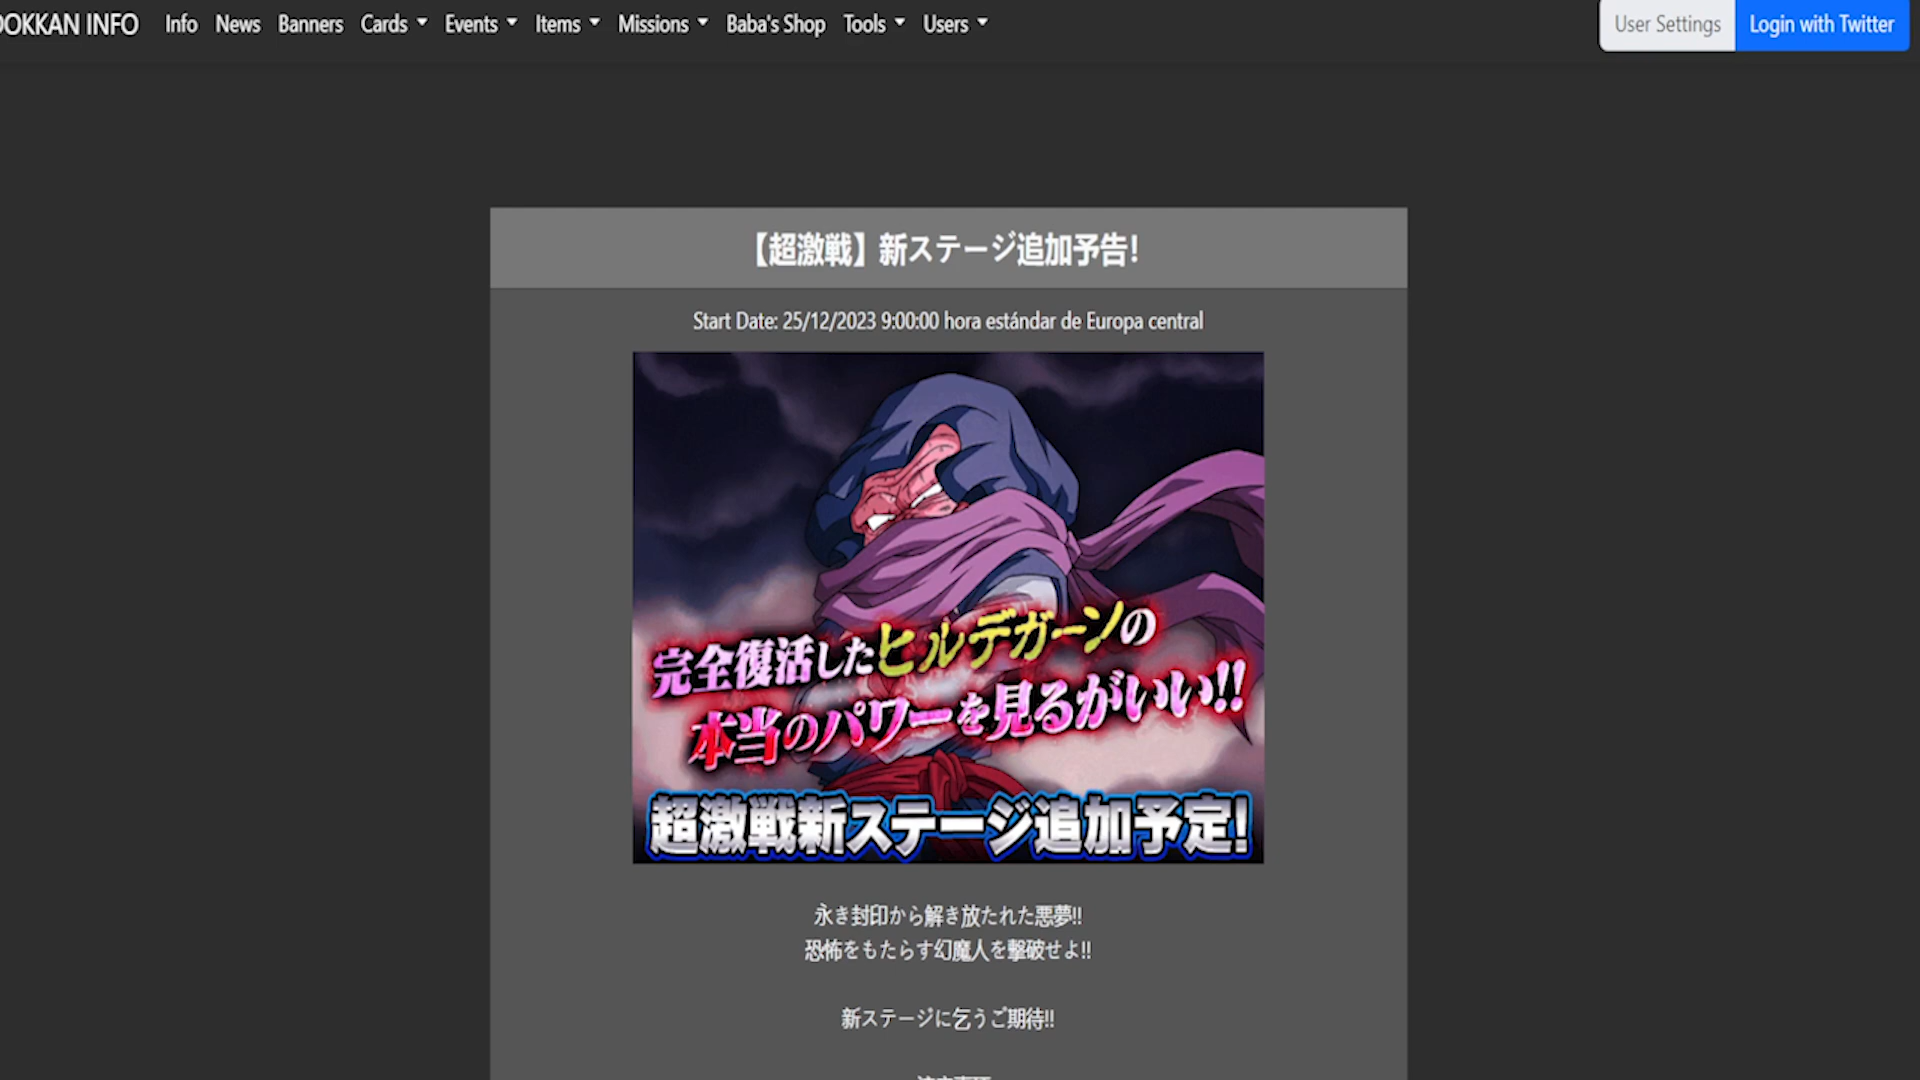 OKKAN INFO
Info News Banners Cards Events Items Missions Baba's Shop Tools Users
User Settings
Login with Twitter
【超激戦】新ステージ追加予告!
Start Date: 25/12/2023 9:00:00 hora estándar de Europa central
完全復活したヒルデガーンの
本当のパワーを見るがいい!!
超激戦新ステージ追加予定!
永き封印から解き放たれた悪夢!!
恐怖をもたらす幻魔人を撃破せよ!!
新ステージに乞うご期待!!